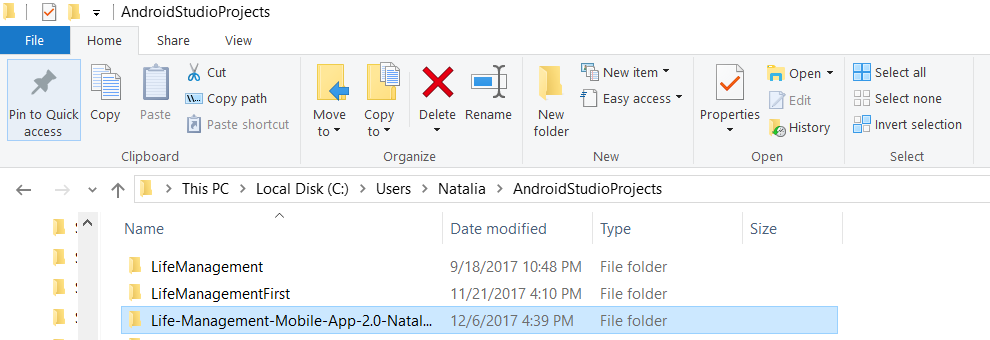 AndroidStudioProjects
File Home Share View
Pin to Quick access
Copy
Paste
Cut
Copy path
Paste shortcut
Clipboard
Move to
Copy to
Delete
Rename
Organize
New folder
New item
Easy access
New
Properties
Open
Edit
History
Open
Select all
Select none
Invert selection
Select
This PC > Local Disk (C:) > Users > Natalia > AndroidStudioProjects
Name Date modified Type Size
LifeManagement 9/18/2017 10:48 PM File folder
LifeManagementFirst 11/21/2017 4:10 PM File folder
Life-Management-Mobile-App-2.0-Natal... 12/6/2017 4:39 PM File folder